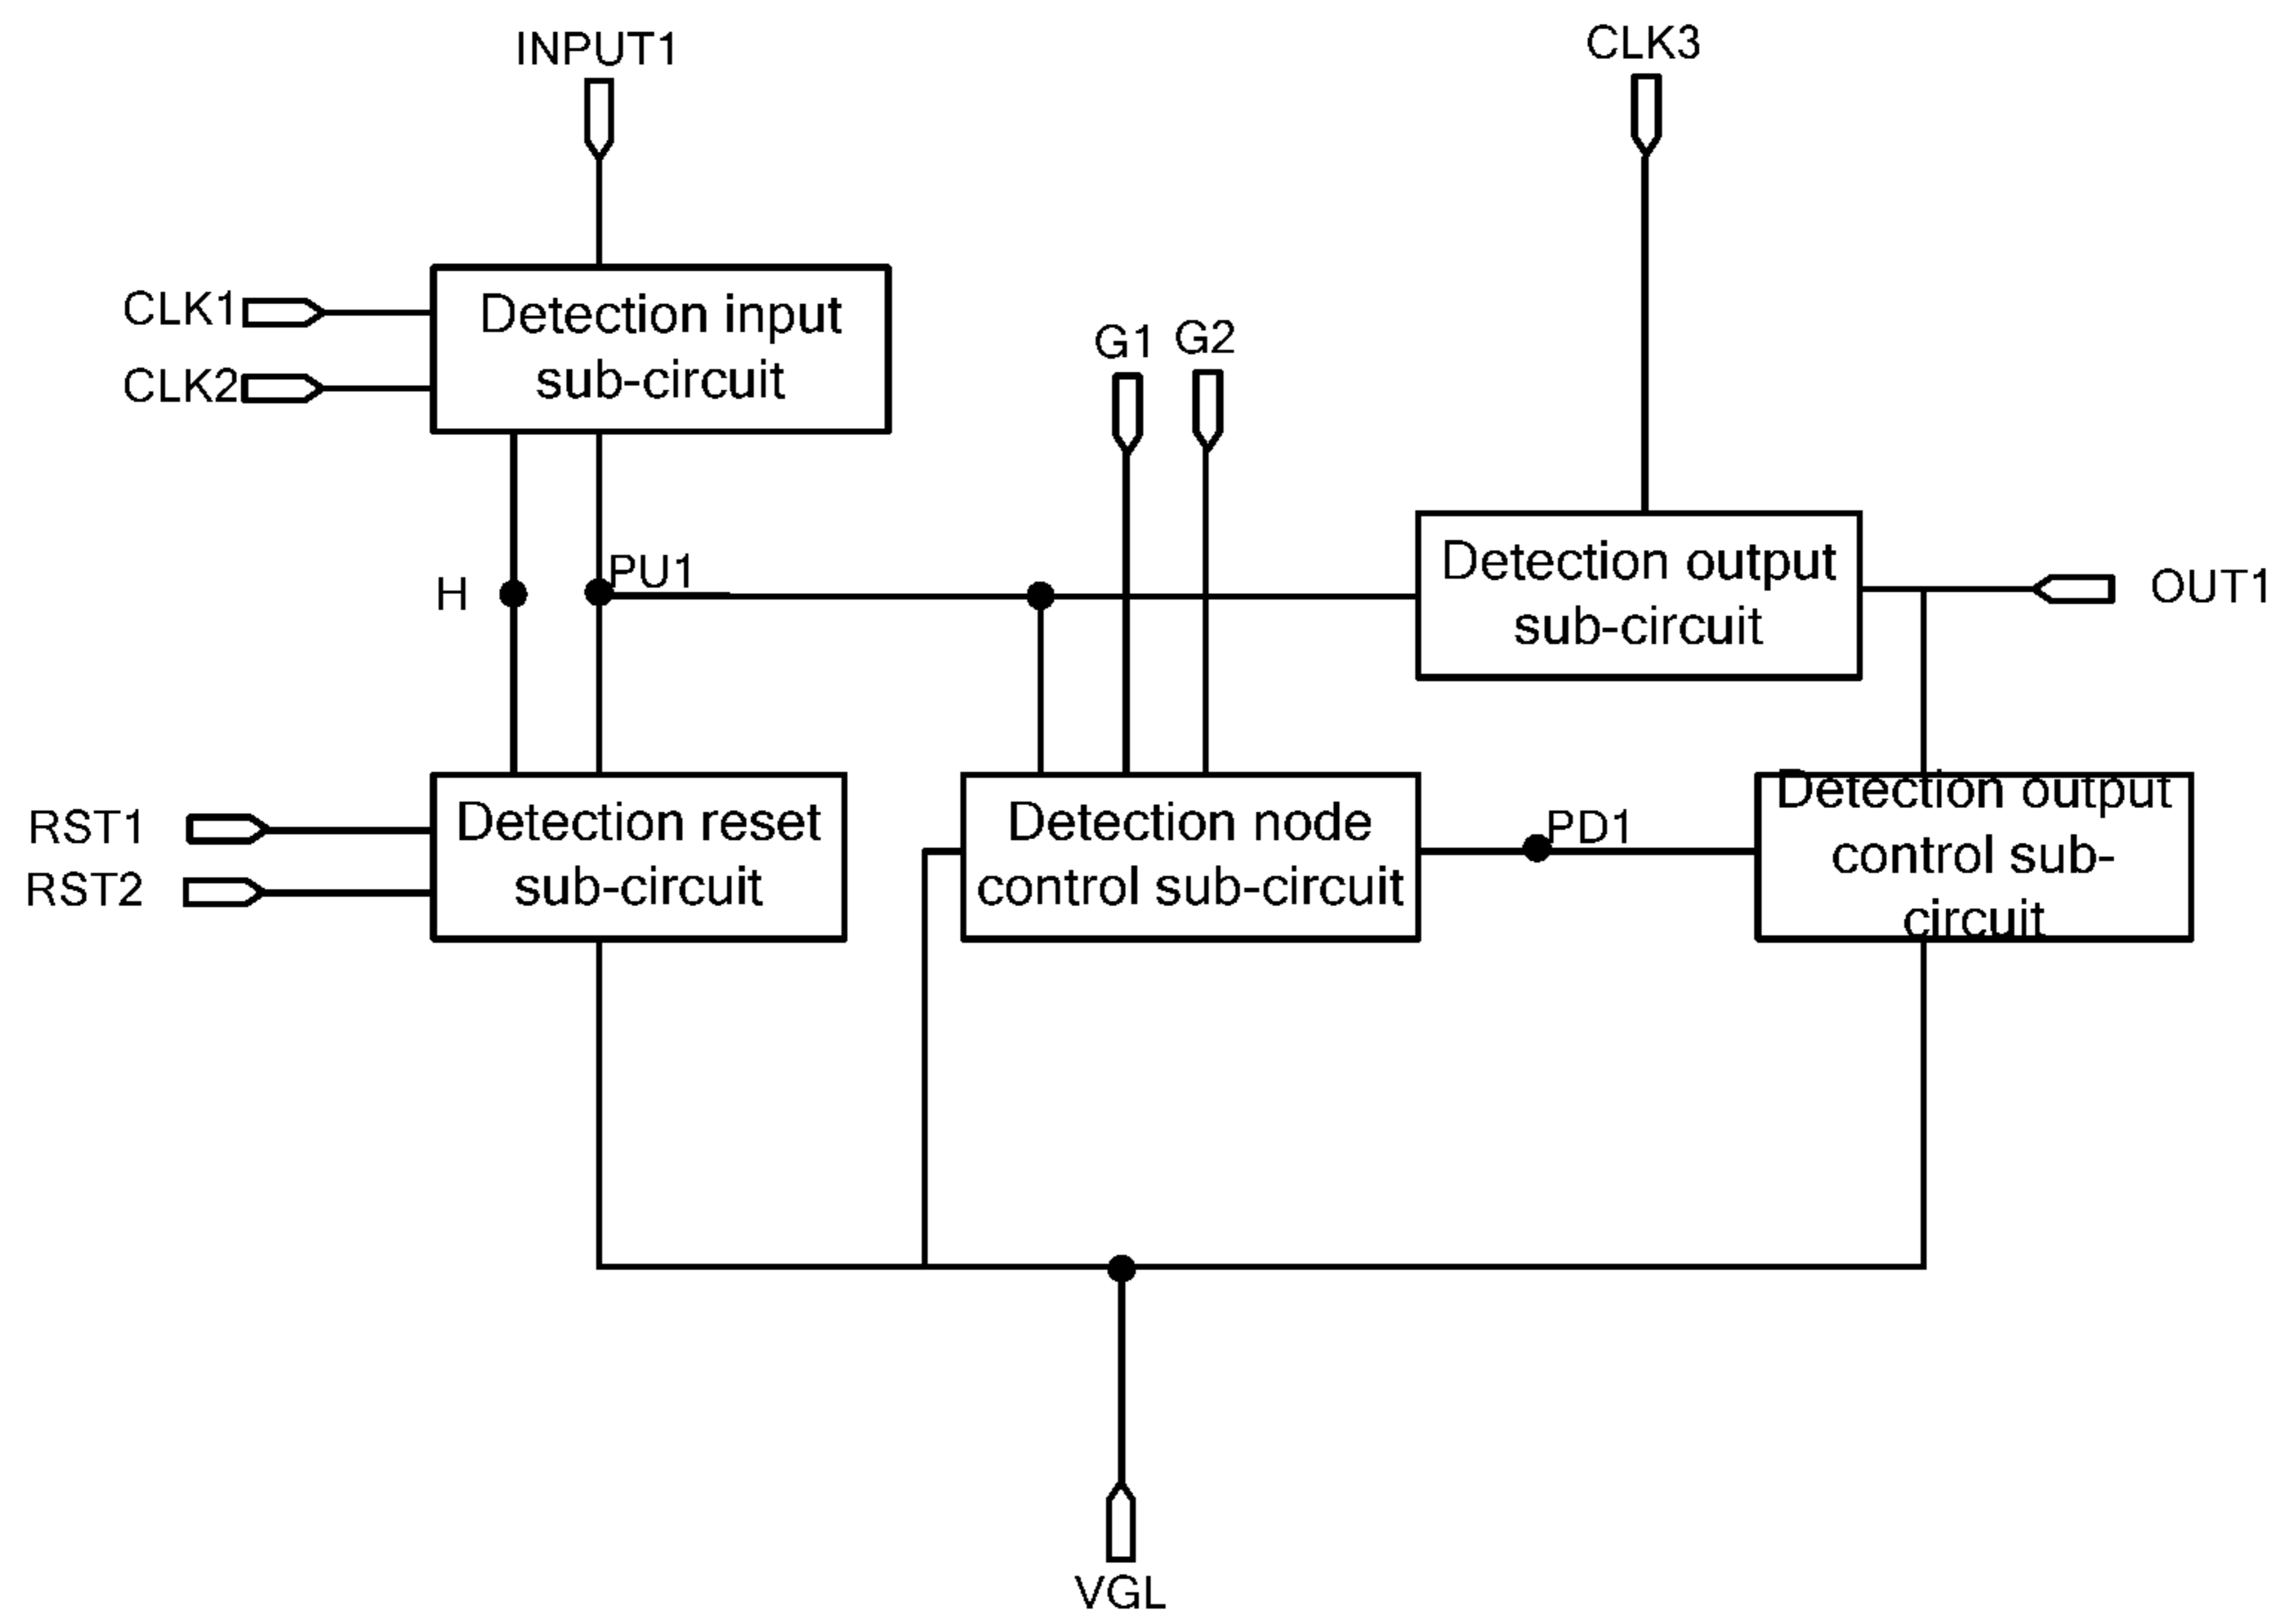 INPUT1
CLK3
CLK1
CLK2
Detection input
sub-circuit
G1
G2
H
PU1
Detection output
sub-circuit
OUT1
RST1
RST2
Detection reset
sub-circuit
Detection node
control sub-circuit
PD1
Detection output
control sub-
circuit
VGL